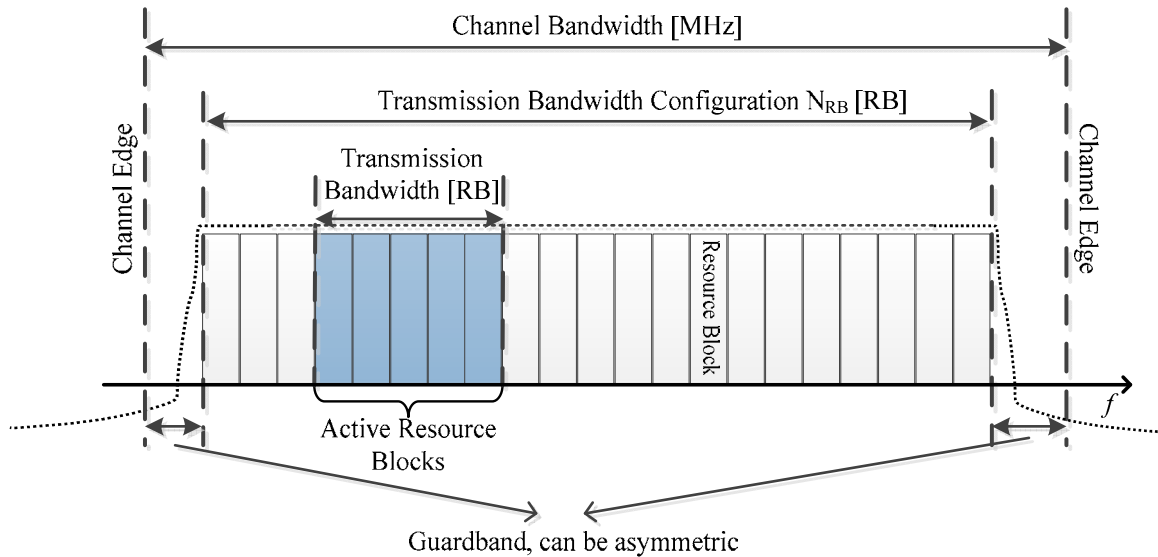 Channel Bandwidth [MHz]
Transmission Bandwidth Configuration NRB [RB]
Transmission
Bandwidth [RB]
Channel Edge
Channel Edge
Resource Block
f
Active Resource
Blocks
Guardband, can be asymmetric